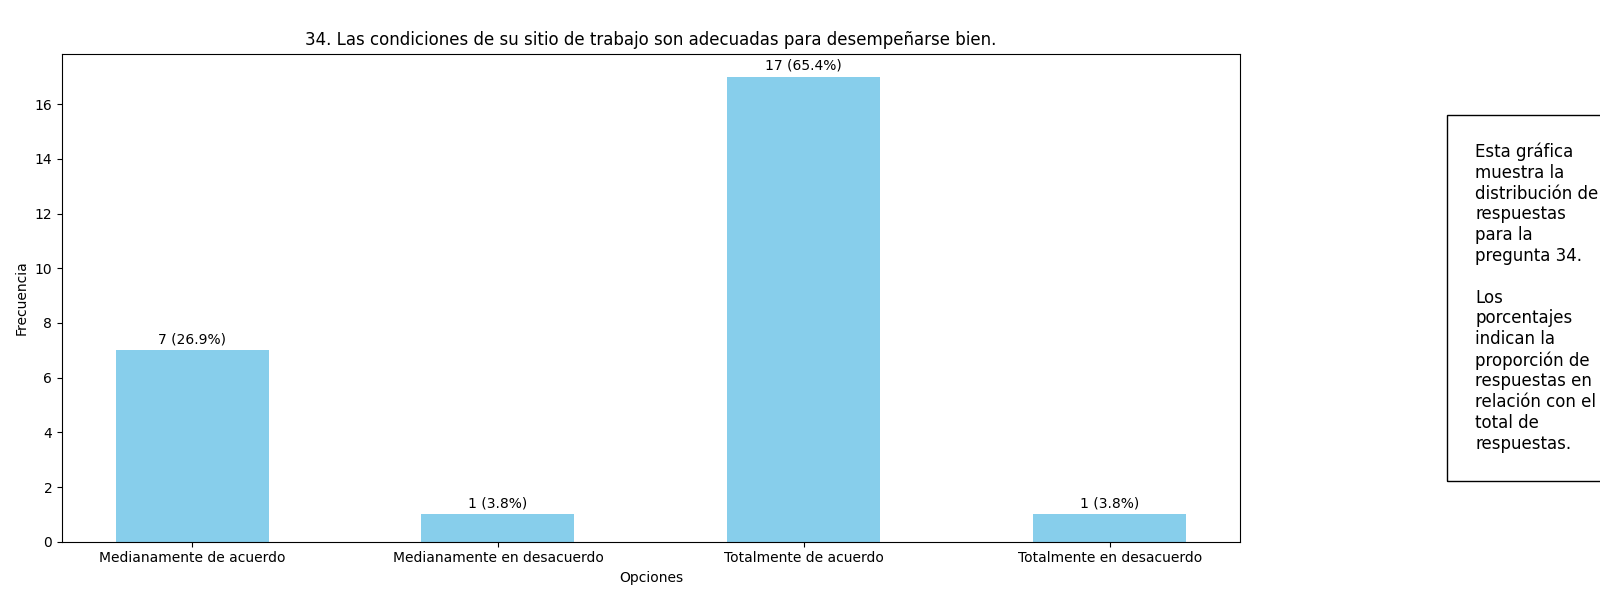 34. Las condiciones de su sitio de trabajo son adecuadas para desempeñarse bien.
17 (65.4%)
16
14
12
10
8
6
4
2
0
Frecuencia
7 (26.9%)
1 (3.8%)
1 (3.8%)
Medianamente de acuerdo
Medianamente en desacuerdo
Totalmente de acuerdo
Totalmente en desacuerdo
Opciones
Esta gráfica
muestra la
distribución de
respuestas
para la
pregunta 34.
Los
porcentajes
indican la
proporción de
respuestas en
relación con el
total de
respuestas.